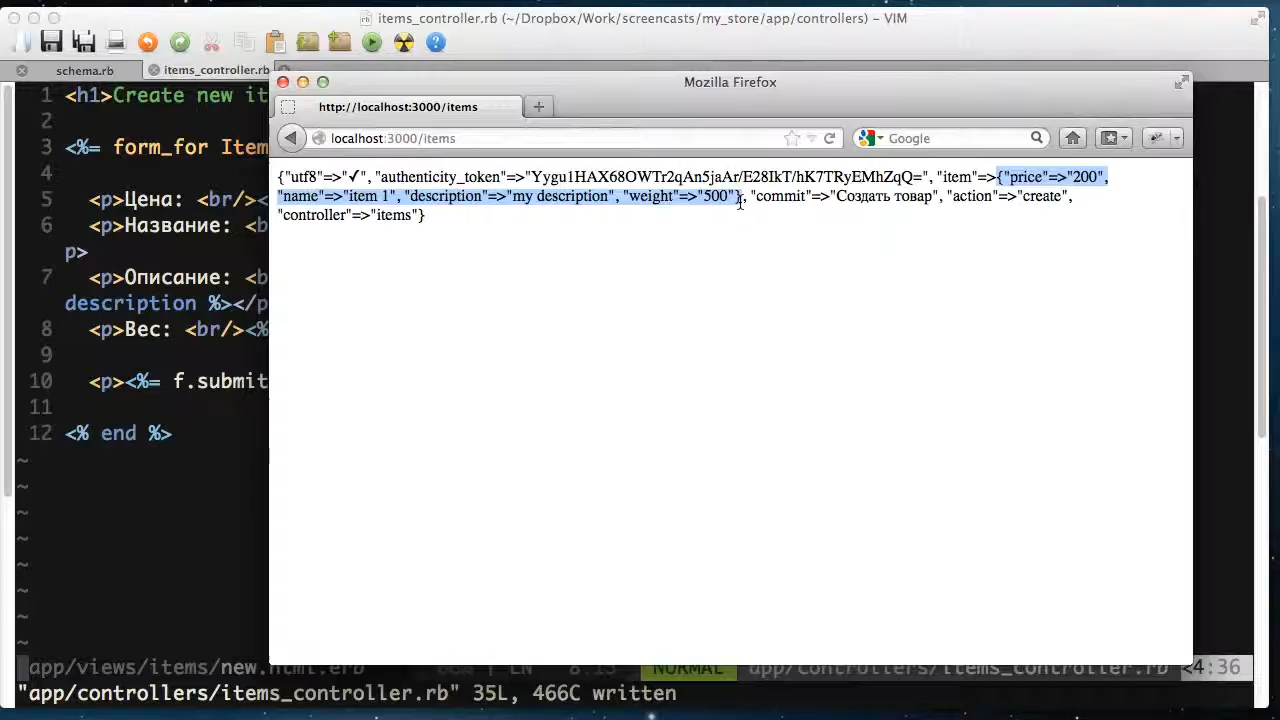 items_controller.rb (~/Dropbox/Work/screencasts/my_store/app/controllers) – VIM
schema.rb
items_controller.rb
Mozilla Firefox
http://localhost:3000/items
localhost:3000/items
Google
{"utf8"=>"✓", "authenticity_token"=>"Yygu1HAX68OWTr2qAn5jaAr/E28IkT/hK7TRyEMhZqQ=", "item"=>{"price"=>"200",
"name"=>"item 1", "description"=>"my description", "weight"=>"500"}, "commit"=>"Создать товар", "action"=>"create",
"controller"=>"items"}
1 <h1>Create new it
2
3 <%= form_for Item
4
5 <p>Цена: <br/><
6 <p>Название: <
p>
7 <p>Описание: <b
description %></p
8 <p>Вес: <br/><%
9
10 <p><%= f.submit
11
12 <% end %>
~
~
~
~
~
~
~
~
app/views/items/new.html.erb
NORMAL app/controllers/items_controller.rb <4:36
"app/controllers/items_controller.rb" 35L, 466C written